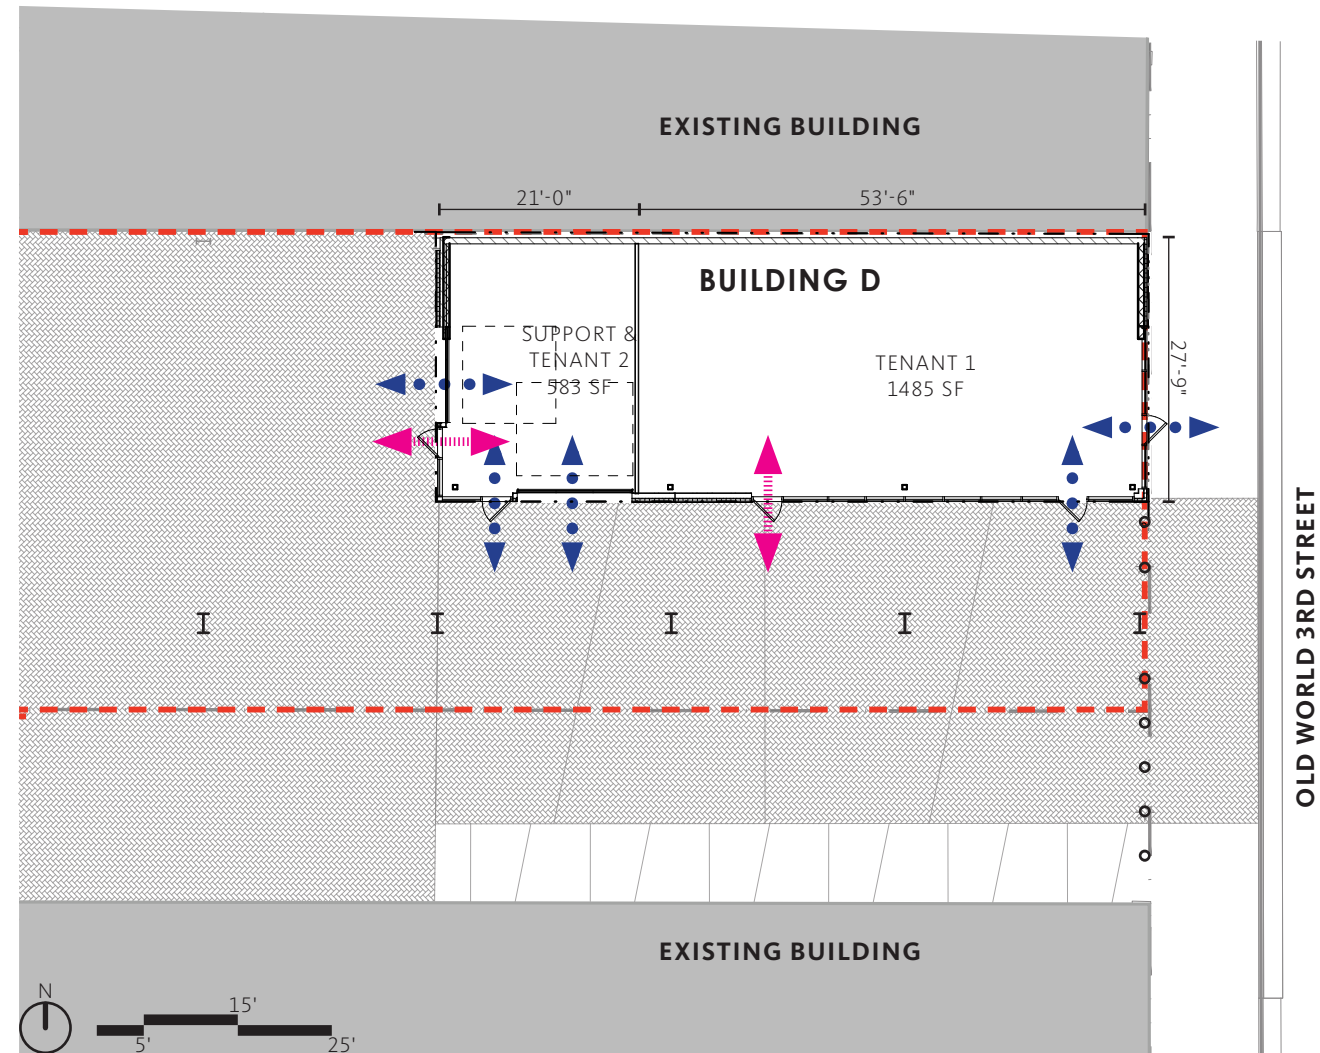 EXISTING BUILDING
21'-0"
53'-6"
BUILDING D
SUPPORT &
TENANT 2
583 SF
TENANT 1
1485 SF
27'-9"
OLD WORLD 3RD STREET
EXISTING BUILDING
N
15'
5'
25'